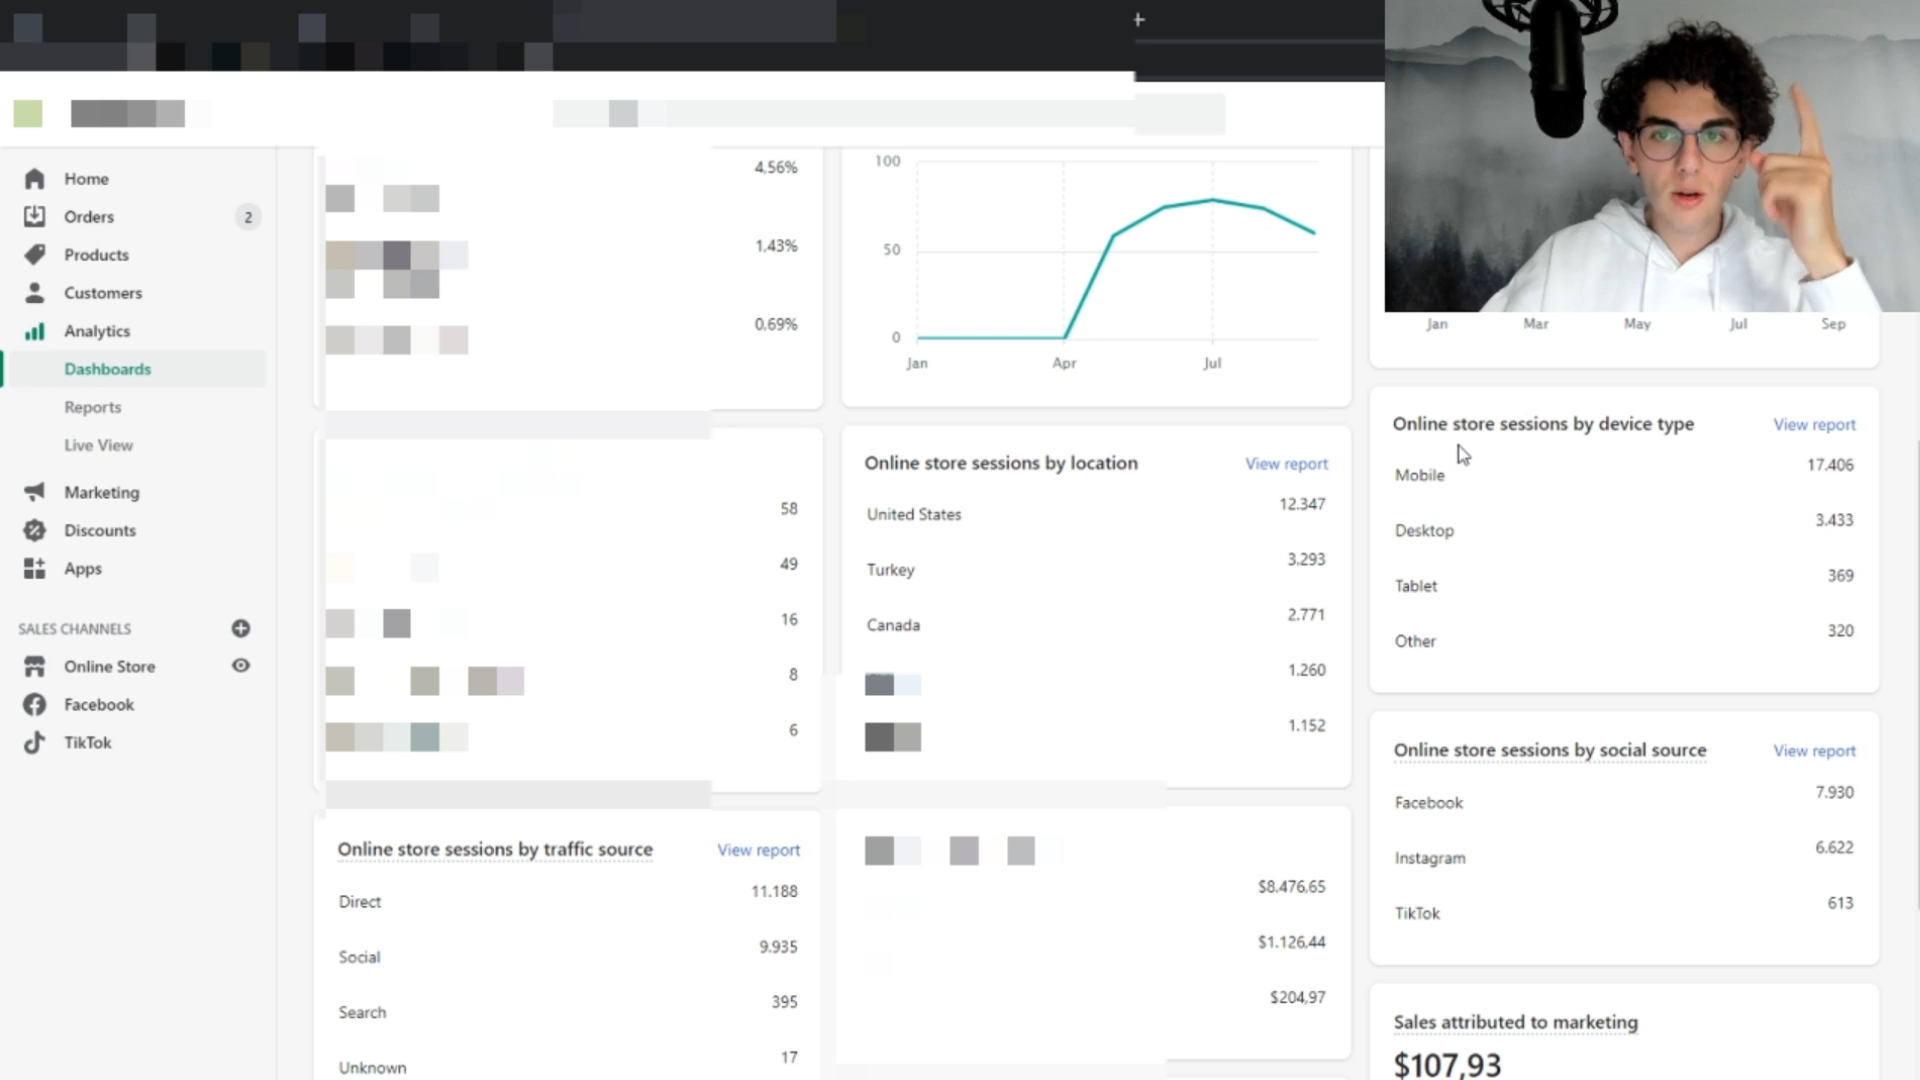 Home
Orders 2
Products
Customers
Analytics
Dashboards
Reports
Live View
Marketing
Discounts
Apps
SALES CHANNELS
Online Store
Facebook
TikTok
4,56%
1,43%
0,69%
58
49
16
8
6
Online store sessions by traffic source View report
Direct 11.188
Social 9.935
Search 395
Unknown 17
100
50
0
Jan Apr Jul
Online store sessions by location View report
United States 12.347
Turkey 3.293
Canada 2.771
1.260
1.152
$8.476,65
$1.126,44
$204,97
Jan Mar May Jul Sep
Online store sessions by device type View report
Mobile 17.406
Desktop 3.433
Tablet 369
Other 320
Online store sessions by social source View report
Facebook 7.930
Instagram 6.622
TikTok 613
Sales attributed to marketing
$107,93